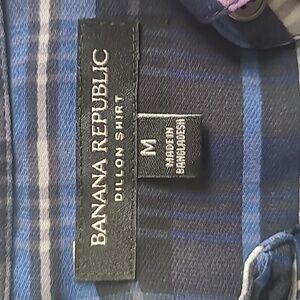 BANANA REPUBLIC
DILLON SHIRT
M
MADE IN
BANGLADESH